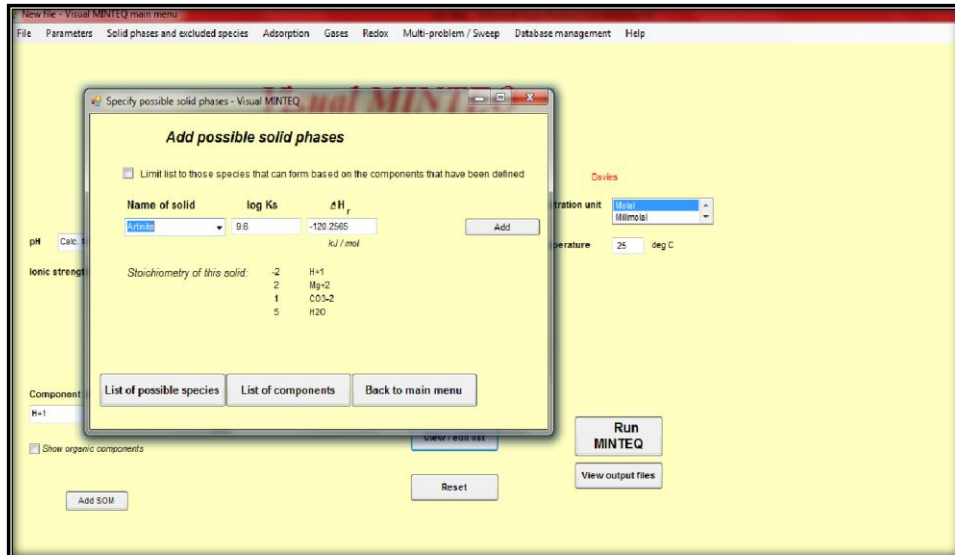 New file - Visual MINTEQ main menu
File Parameters Solid phases and excluded species Adsorption Gases Redox Multi-problem / Sweep Database management Help
Visual MINTEQ
Specify possible solid phases - Visual MINTEQ
Add possible solid phases
Limit list to those species that can form based on the components that have been defined
Davies
Name of solid log Ks ΔHr
tration unit Molal
Millimolal
Artinite 9.6 -120.2565 Add
kJ / mol
pH Calc.
perature 25 deg C
Ionic strengt
Stoichiometry of this solid: -2 H+1
2 Mg+2
1 CO3-2
5 H2O
List of possible species List of components Back to main menu
Component
H+1
View / edit list
Run
MINTEQ
Show organic components
View output files
Reset
Add SOM